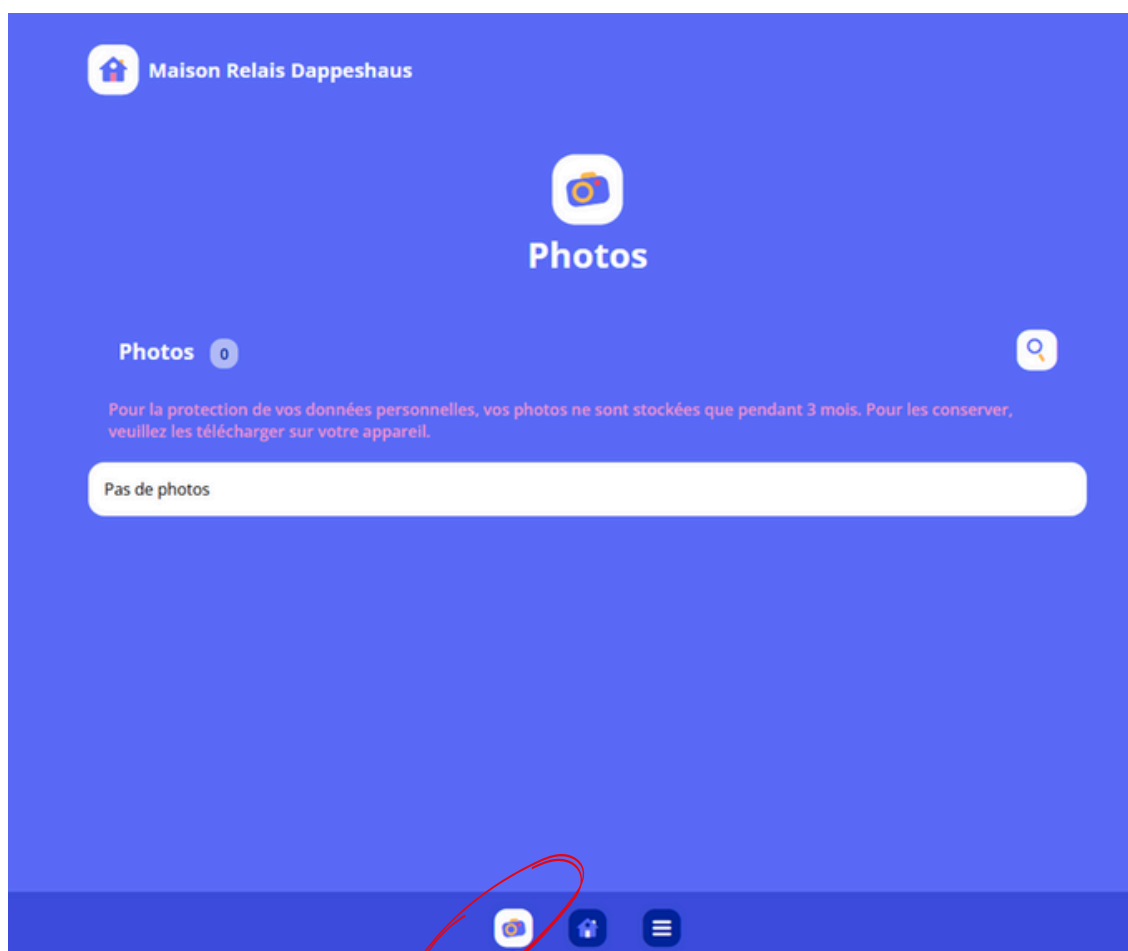 Maison Relais Dappeshaus
Photos
Photos 0
Pour la protection de vos données personnelles, vos photos ne sont stockées que pendant 3 mois. Pour les conserver,
veuillez les télécharger sur votre appareil.
Pas de photos